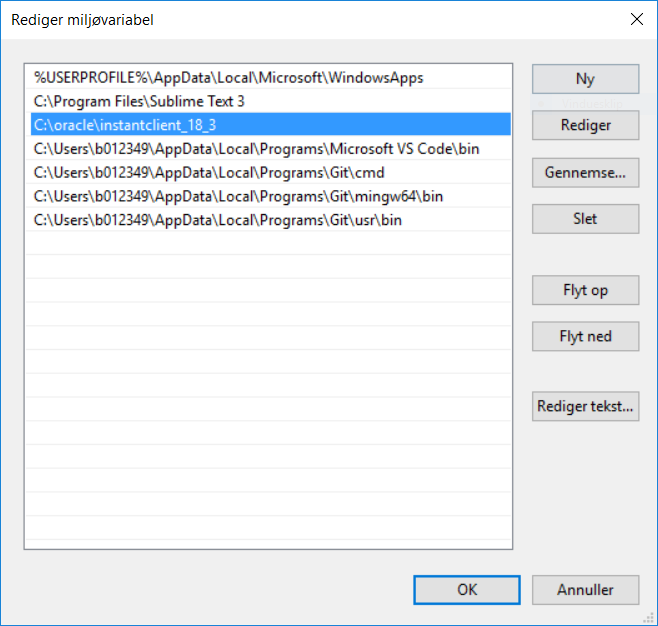 Rediger miljøvariabel
%USERPROFILE%\AppData\Local\Microsoft\WindowsApps
C:\Program Files\Sublime Text 3
C:\oracle\instantclient_18_3
C:\Users\b012349\AppData\Local\Programs\Microsoft VS Code\bin
C:\Users\b012349\AppData\Local\Programs\Git\cmd
C:\Users\b012349\AppData\Local\Programs\Git\mingw64\bin
C:\Users\b012349\AppData\Local\Programs\Git\usr\bin
Ny
Rediger
Gennemse...
Slet
Flyt op
Flyt ned
Rediger tekst...
OK
Annuller